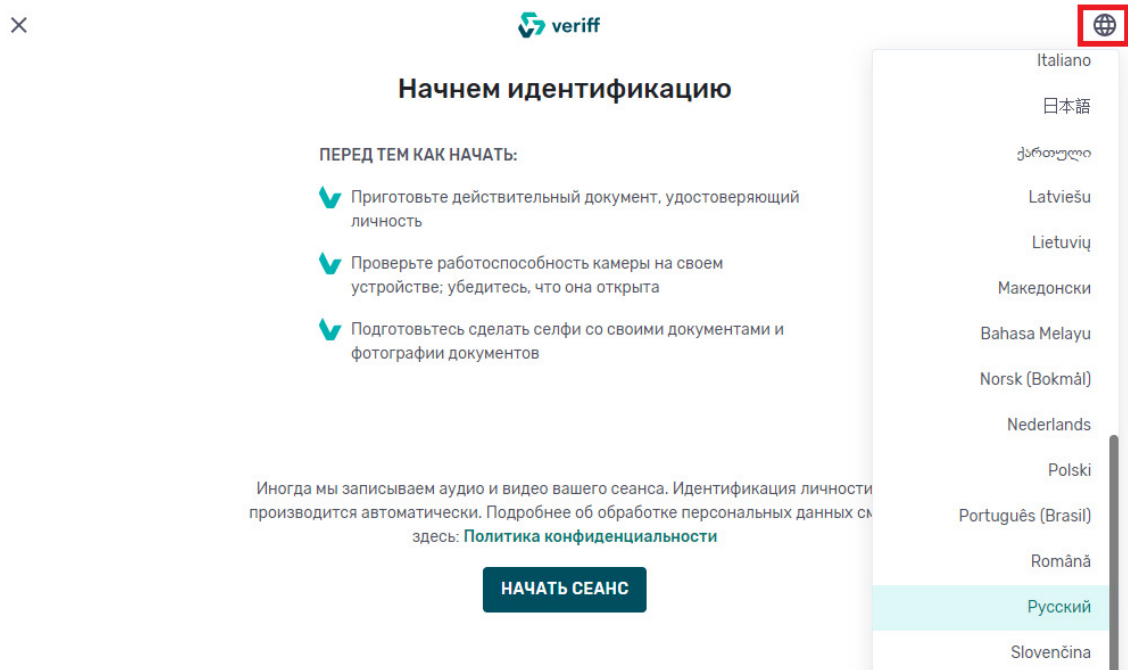 veriff
Начнем идентификацию
ПЕРЕД ТЕМ КАК НАЧАТЬ:
Приготовьте действительный документ, удостоверяющий
личность
Проверьте работоспособность камеры на своем
устройстве; убедитесь, что она открыта
Подготовьтесь сделать селфи со своими документами и
фотографии документов
Иногда мы записываем аудио и видео вашего сеанса. Идентификация личности
производится автоматически. Подробнее об обработке персональных данных см
здесь: Политика конфиденциальности
НАЧАТЬ СЕАНС
Italiano
日本語
ქართული
Latviešu
Lietuvių
Македонски
Bahasa Melayu
Norsk (Bokmål)
Nederlands
Polski
Português (Brasil)
Română
Русский
Slovenčina